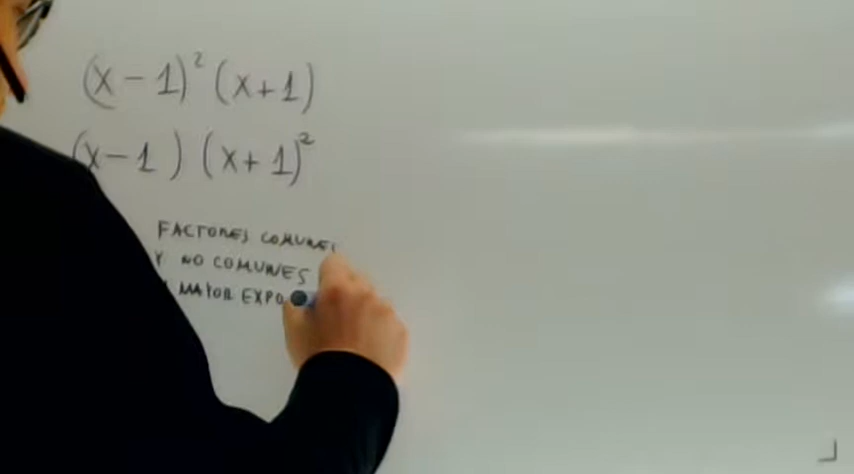 (x-1)² (x+1)
(x-1) (x+1)²
FACTORES COMUNES
Y NO COMUNES
MAYOR EXPO